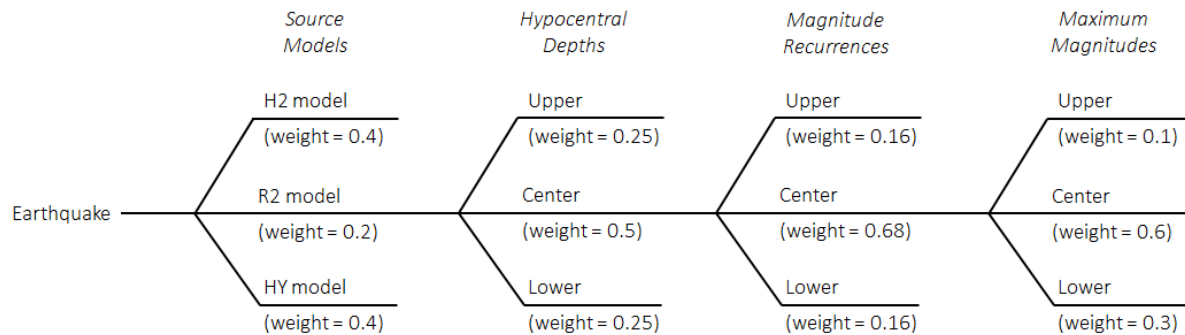 Source
Models
Hypocentral
Depths
Magnitude
Recurrences
Maximum
Magnitudes
H2 model
(weight = 0.4)
Upper
(weight = 0.25)
Upper
(weight = 0.16)
Upper
(weight = 0.1)
Earthquake
R2 model
(weight = 0.2)
Center
(weight = 0.5)
Center
(weight = 0.68)
Center
(weight = 0.6)
HY model
(weight = 0.4)
Lower
(weight = 0.25)
Lower
(weight = 0.16)
Lower
(weight = 0.3)